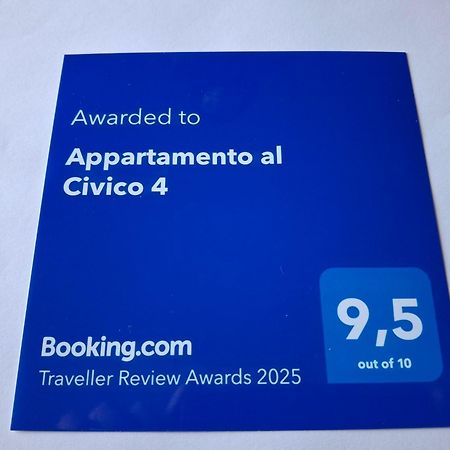 Awarded to
Appartamento al
Civico 4
9,5
out of 10
Booking.com
Traveller Review Awards 2025